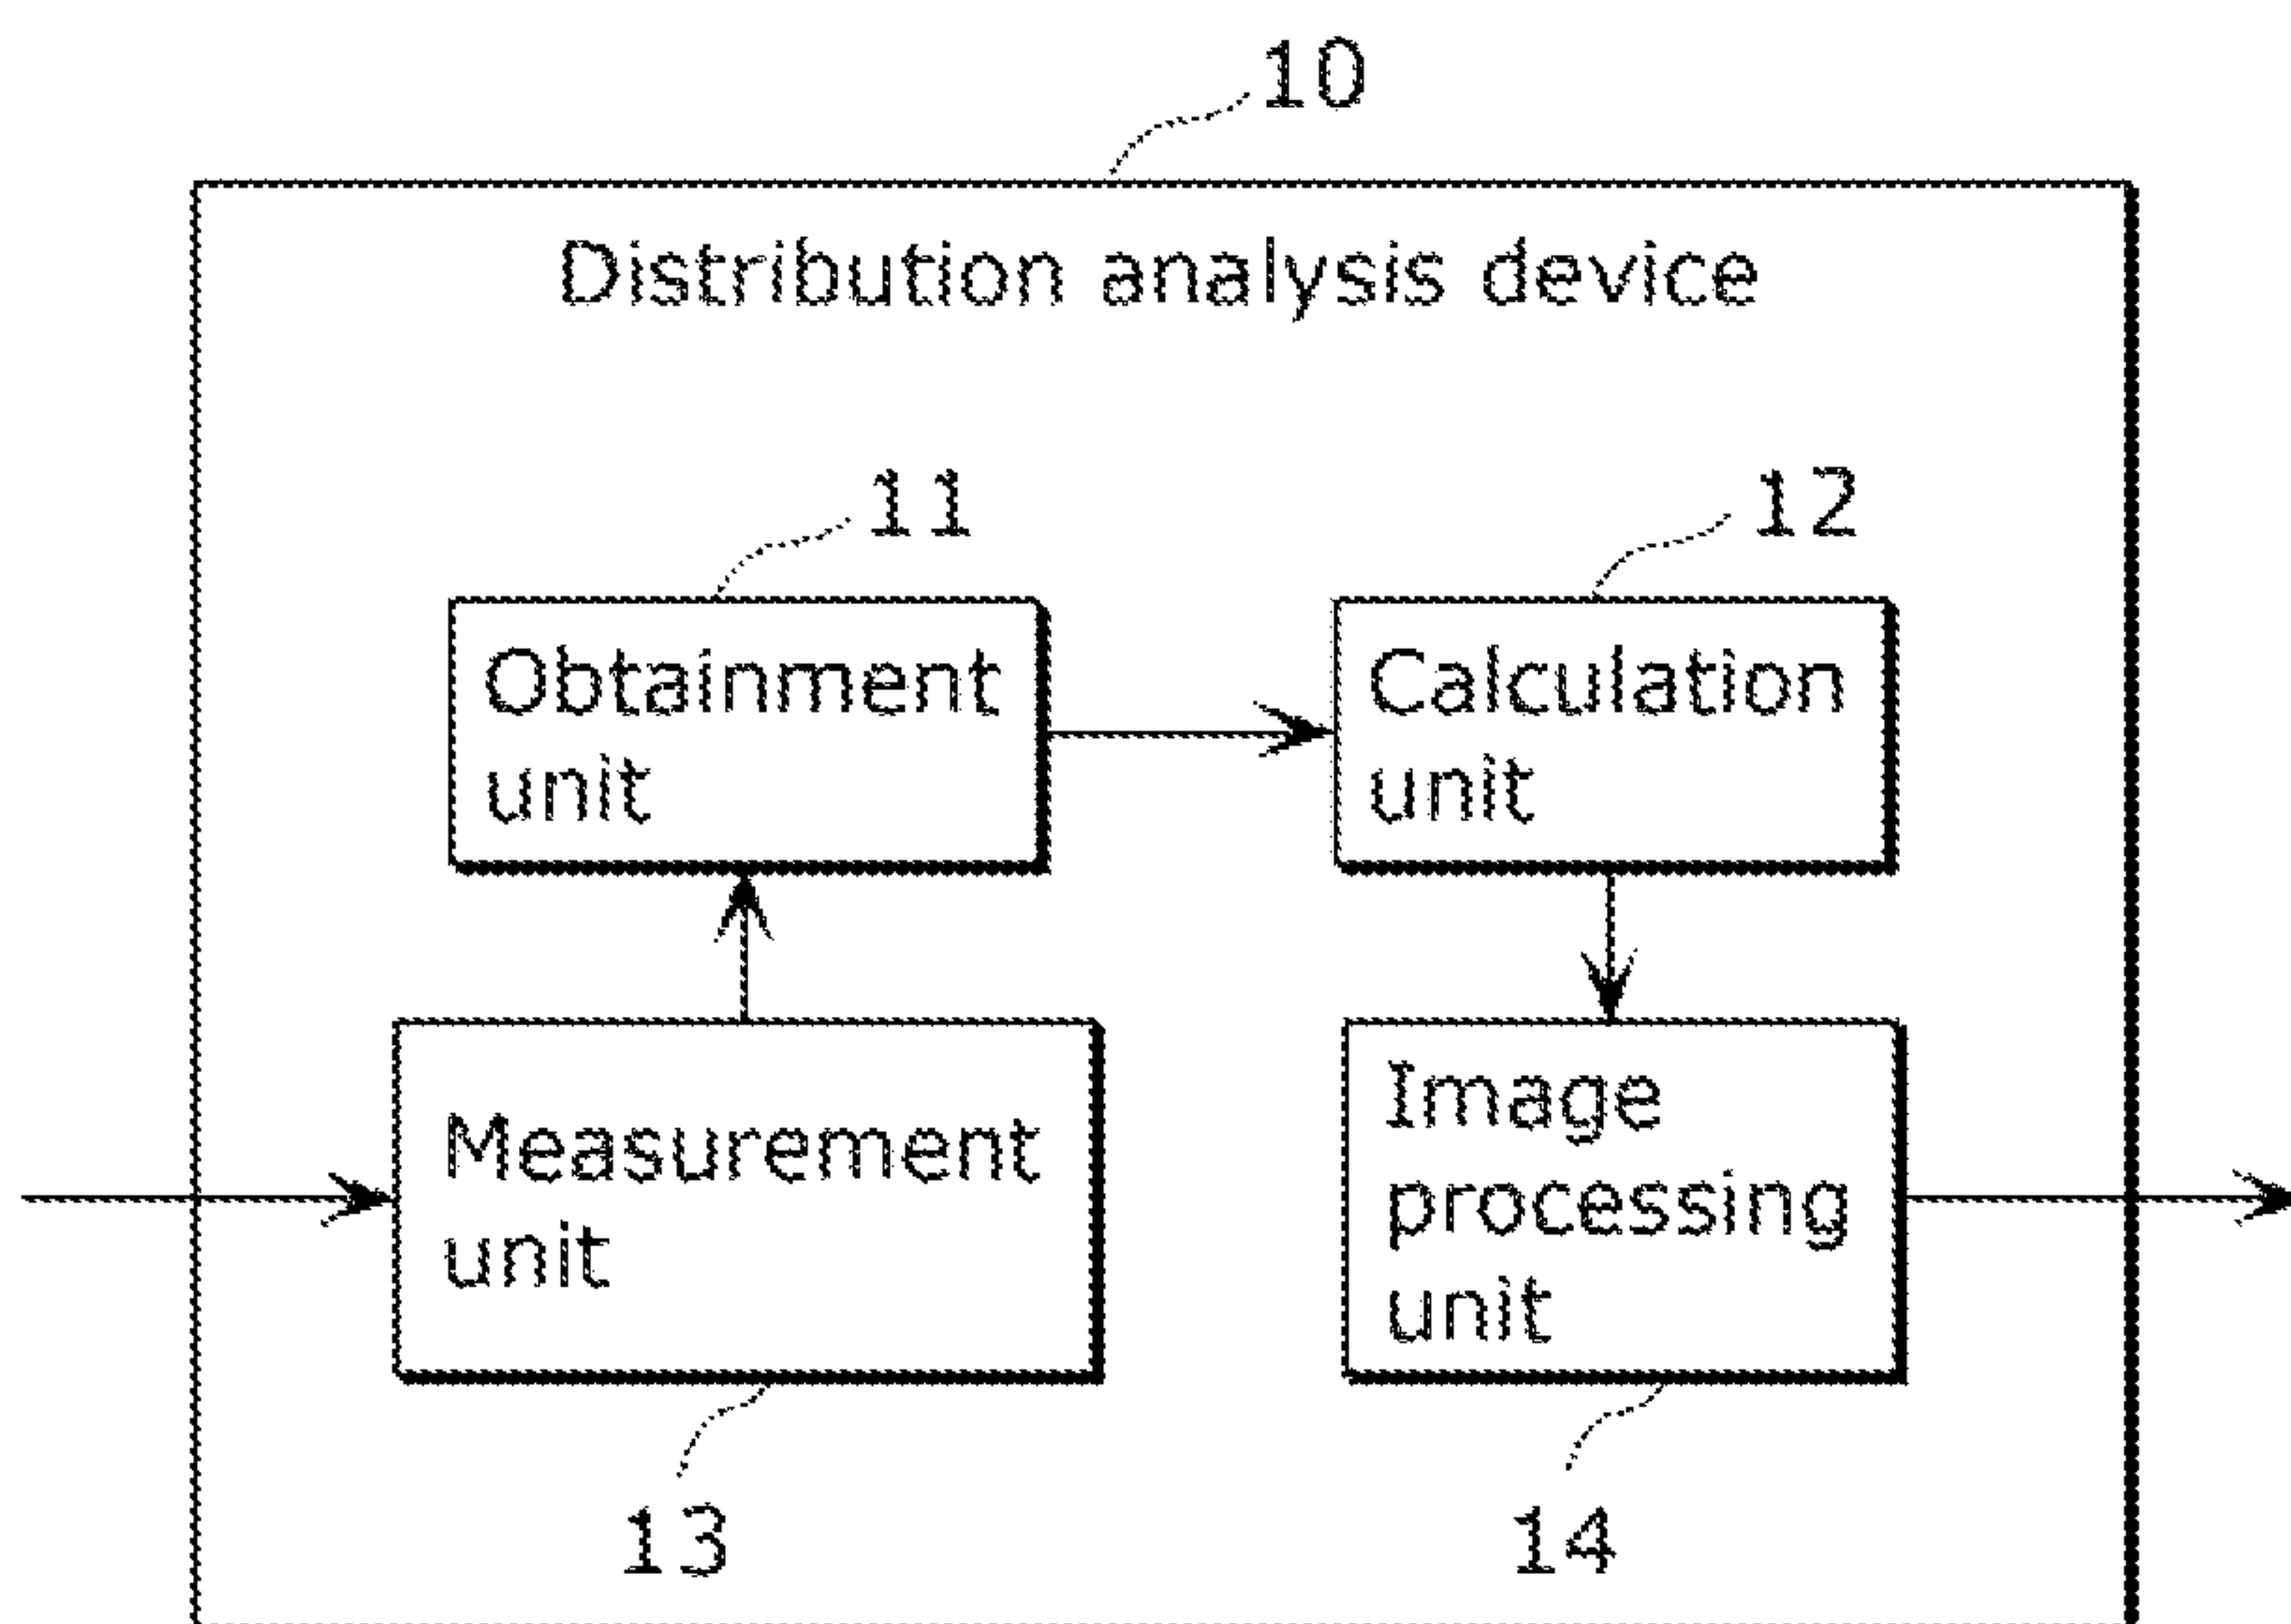 10
Distribution analysis device
11
12
Obtainment
unit
Calculation
unit
Measurement
unit
Image
processing
unit
13
14